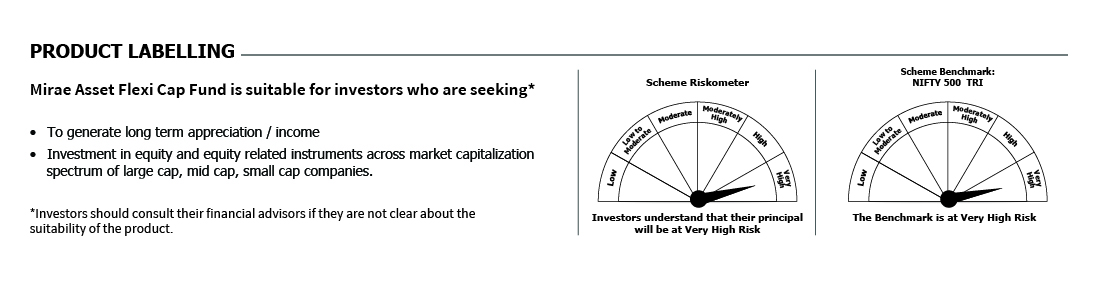 PRODUCT LABELLING
Mirae Asset Flexi Cap Fund is suitable for investors who are seeking*
• To generate long term appreciation / income
• Investment in equity and equity related instruments across market capitalization
spectrum of large cap, mid cap, small cap companies.
*Investors should consult their financial advisors if they are not clear about the
suitability of the product.
Scheme Riskometer
Low
Low to
Moderate
Moderate
Moderately
High
High
Very
High
Investors understand that their principal
will be at Very High Risk
Scheme Benchmark:
NIFTY 500 TRI
Low
Low to
Moderate
Moderate
Moderately
High
High
Very
High
The Benchmark is at Very High Risk